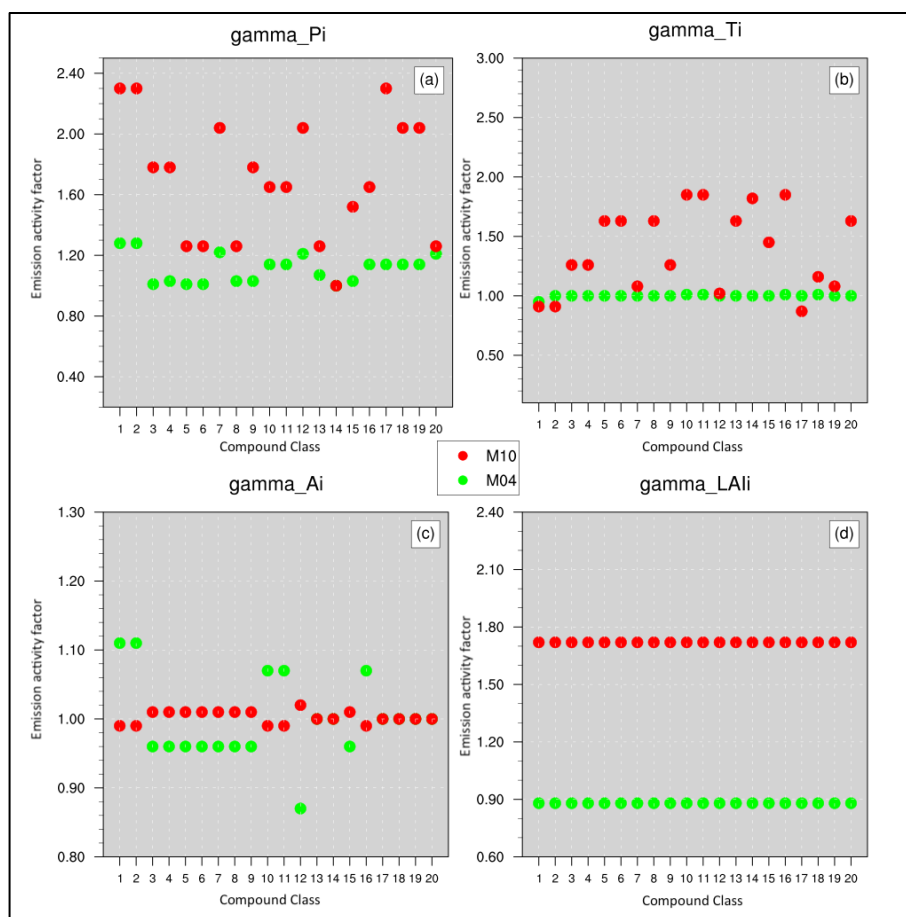 gamma_Pi
(a)
Emission activity factor
2.40
2.00
1.60
1.20
0.80
0.40
1 2 3 4 5 6 7 8 9 10 11 12 13 14 15 16 17 18 19 20
Compound Class
gamma_Ti
(b)
Emission activity factor
3.00
2.50
2.00
1.50
1.00
0.50
1 2 3 4 5 6 7 8 9 10 11 12 13 14 15 16 17 18 19 20
Compound Class
M10
M04
gamma_Ai
(c)
Emission activity factor
1.30
1.20
1.10
1.00
0.90
0.80
1 2 3 4 5 6 7 8 9 10 11 12 13 14 15 16 17 18 19 20
Compound Class
gamma_LAIi
(d)
Emission activity factor
2.40
2.10
1.80
1.50
1.20
0.90
0.60
1 2 3 4 5 6 7 8 9 10 11 12 13 14 15 16 17 18 19 20
Compound Class